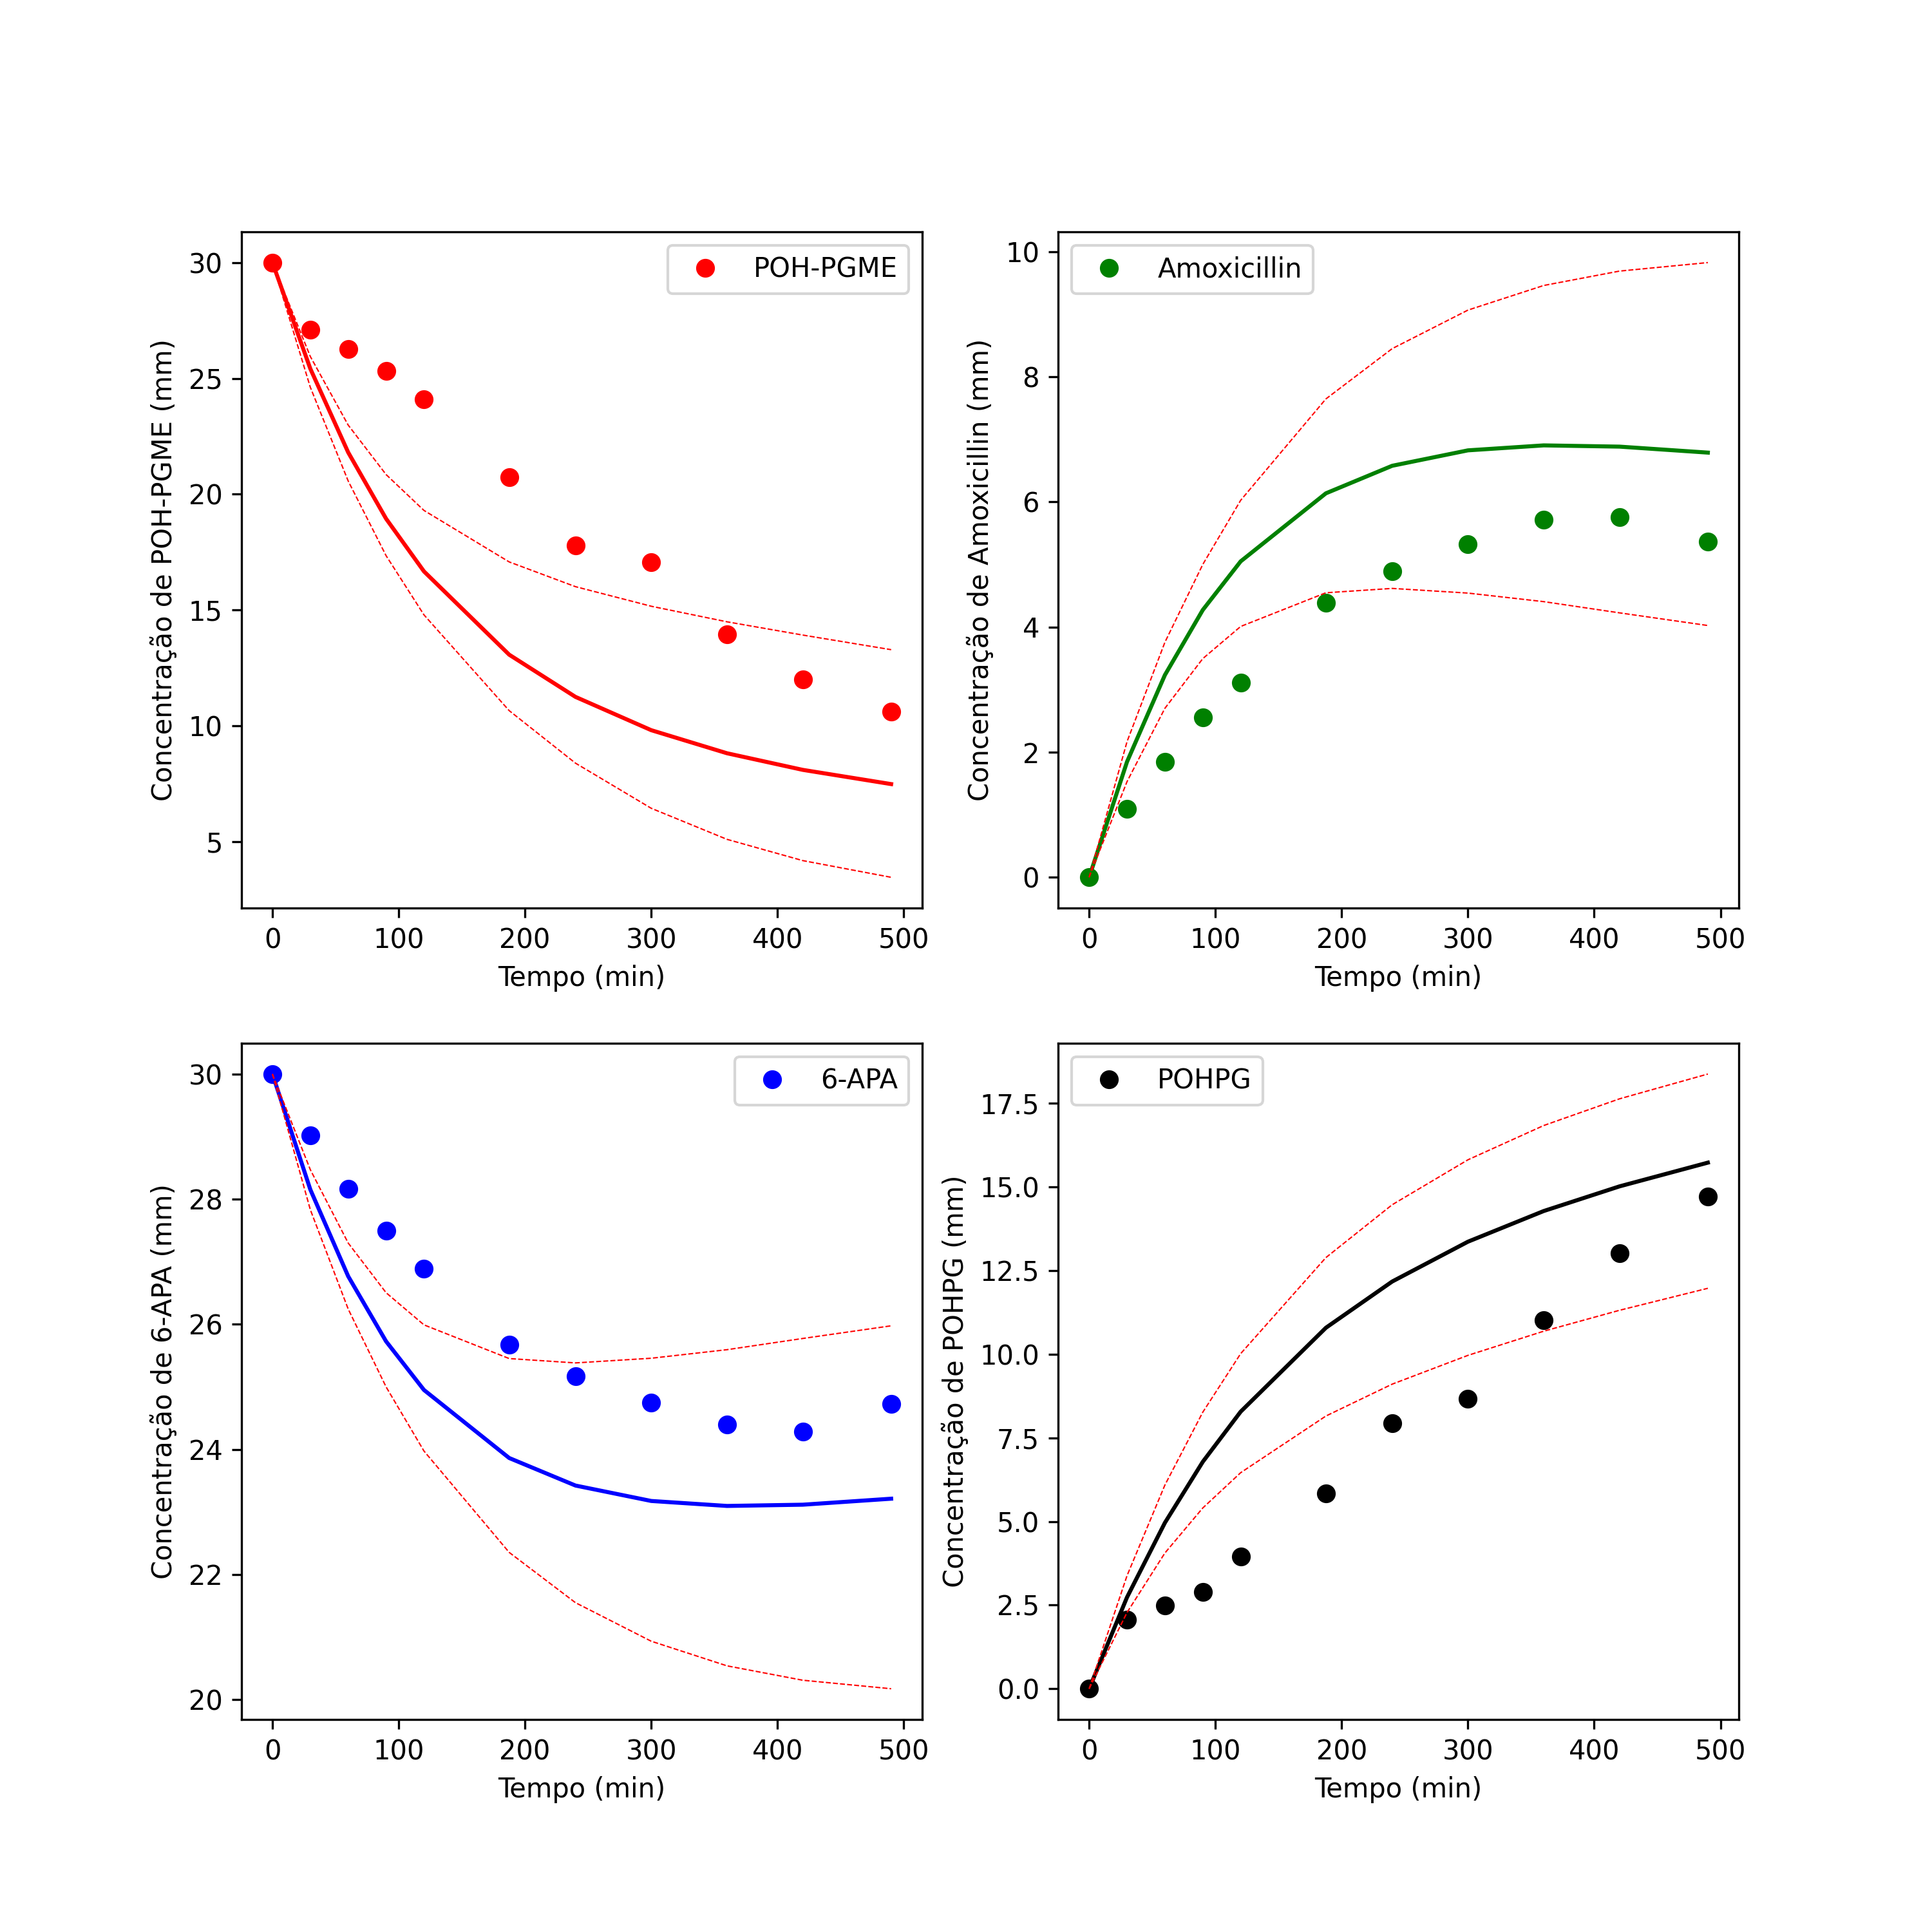 POH-PGME
30
25
20
15
10
5
Concentração de POH-PGME (mm)
0 100 200 300 400 500
Tempo (min)
Amoxicillin
10
8
6
4
2
0
Concentração de Amoxicillin (mm)
0 100 200 300 400 500
Tempo (min)
6-APA
30
28
26
24
22
20
Concentração de 6-APA (mm)
0 100 200 300 400 500
Tempo (min)
POHPG
17.5
15.0
12.5
10.0
7.5
5.0
2.5
0.0
Concentração de POHPG (mm)
0 100 200 300 400 500
Tempo (min)